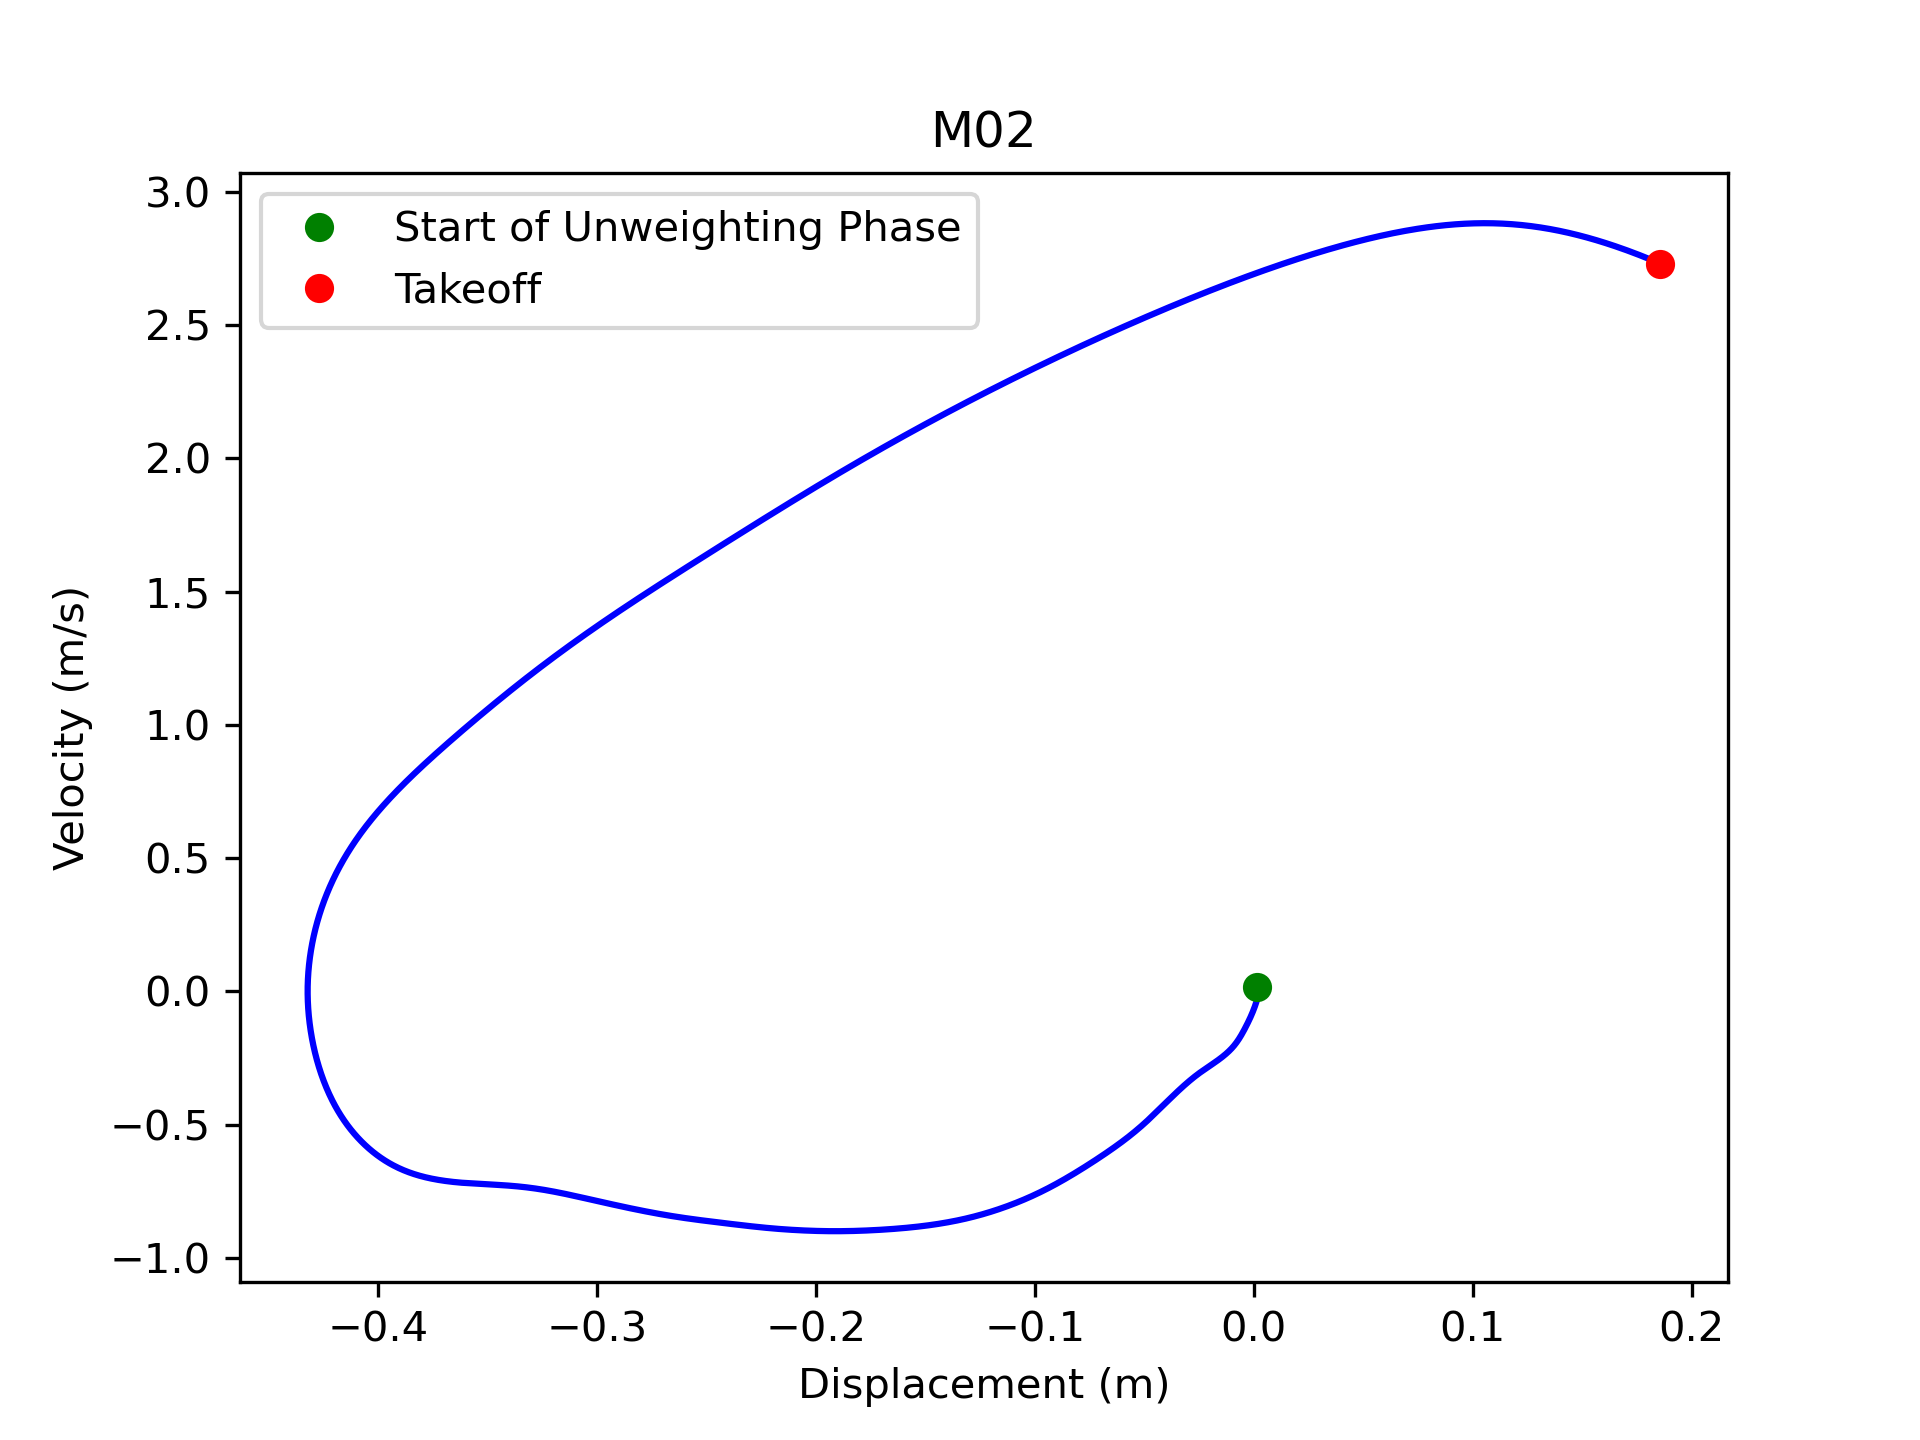 M02
Start of Unweighting Phase
Takeoff
3.0
2.5
2.0
1.5
1.0
0.5
0.0
−0.5
−1.0
Velocity (m/s)
−0.4 −0.3 −0.2 −0.1 0.0 0.1 0.2
Displacement (m)